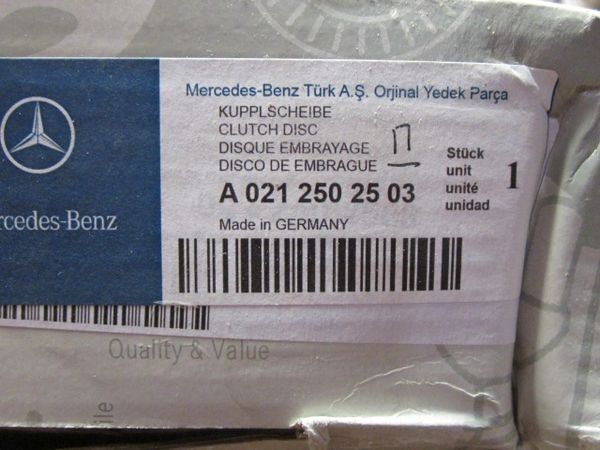 Mercedes-Benz Türk A.Ş. Orjinal Yedek Parça
KUPPLSCHEIBE
CLUTCH DISC
DISQUE EMBRAYAGE
DISCO DE EMBRAGUE
Stück
unit
unité
unidad
1
A 021 250 25 03
Made in GERMANY
rcedes-Benz
Quality & Value